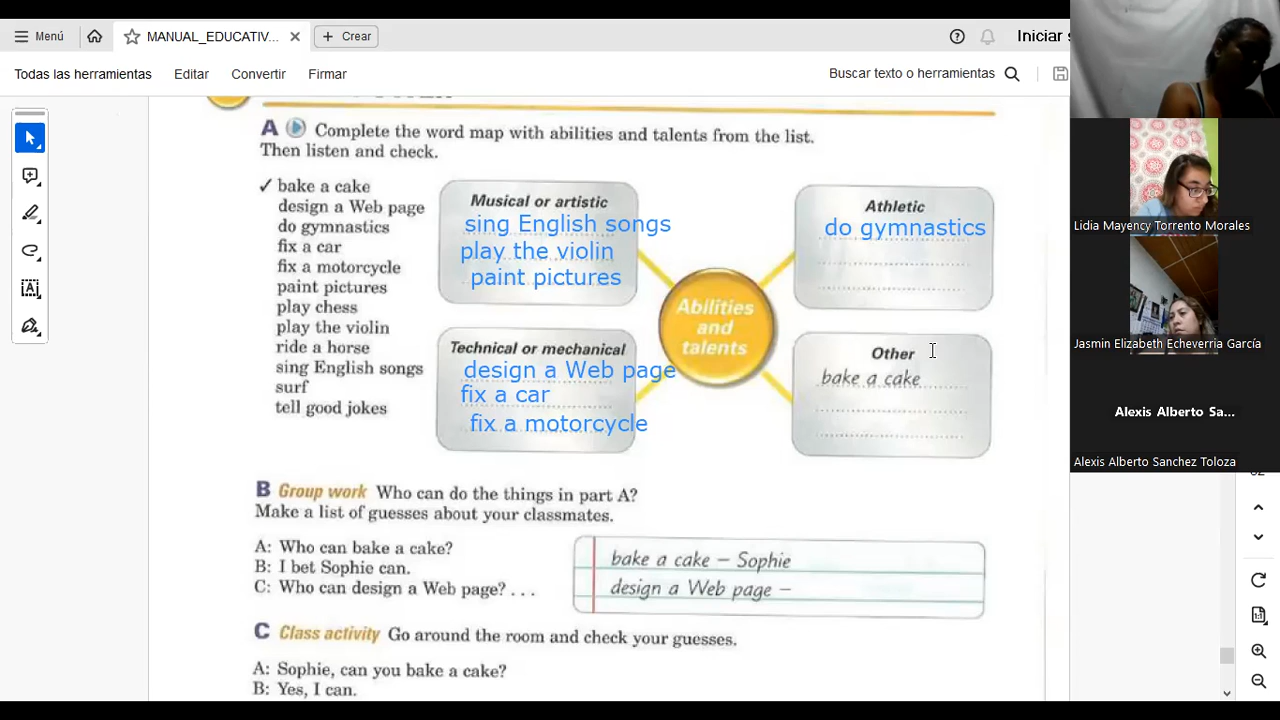 Menú
MANUAL_EDUCATIV...
Crear
Iniciar s
Todas las herramientas
Editar
Convertir
Firmar
Buscar texto o herramientas
A Complete the word map with abilities and talents from the list.
Then listen and check.
✓ bake a cake
design a Web page
do gymnastics
fix a car
fix a motorcycle
paint pictures
play chess
play the violin
ride a horse
sing English songs
surf
tell good jokes
Musical or artistic
sing English songs
play the violin
paint pictures
Athletic
do gymnastics
Abilities
and
talents
Technical or mechanical
design a Web page
fix a car
fix a motorcycle
Other
bake a cake
B Group work Who can do the things in part A?
Make a list of guesses about your classmates.
A: Who can bake a cake?
B: I bet Sophie can.
C: Who can design a Web page? . . .
bake a cake – Sophie
design a Web page –
C Class activity Go around the room and check your guesses.
A: Sophie, can you bake a cake?
B: Yes, I can.
Lidia Mayency Torrento Morales
Jasmin Elizabeth Echeverria García
Alexis Alberto Sa...
Alexis Alberto Sanchez Toloza